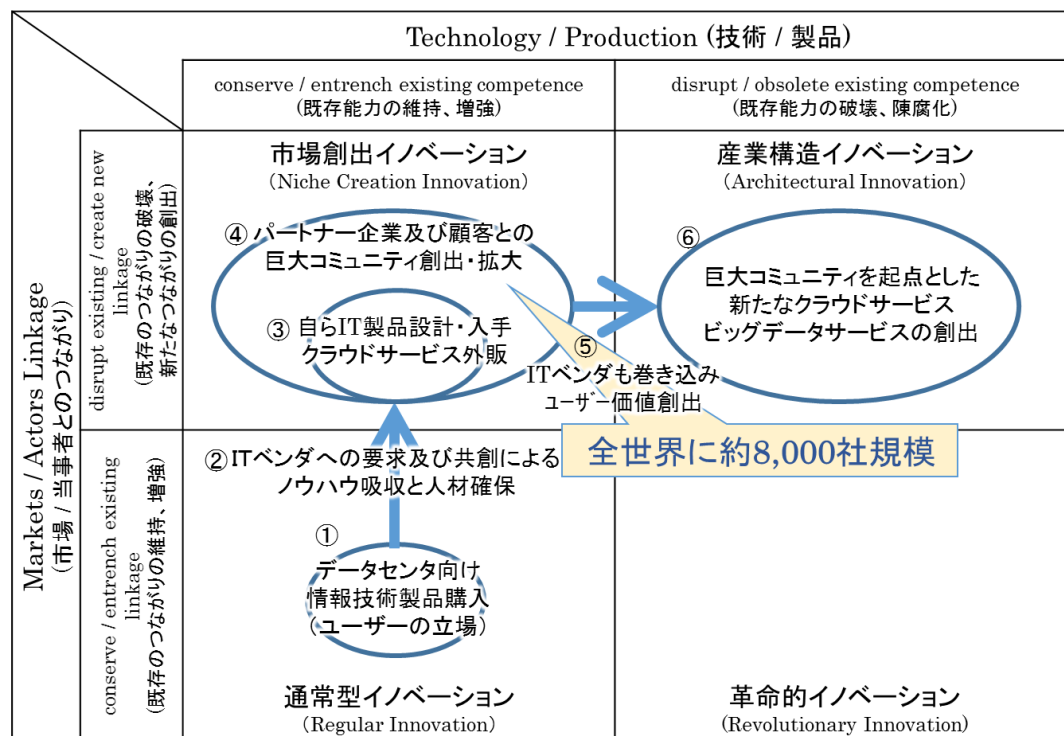 Technology / Production (技術 / 製品)
conserve / entrench existing competence
(既存能力の維持、増強)
disrupt / obsolete existing competence
(既存能力の破壊、陳腐化)
Markets / Actors Linkage
(市場 / 当事者とのつながり)
disrupt existing / create new
linkage
(既存のつながりの破壊、
新たなつながりの創出)
市場創出イノベーション
(Niche Creation Innovation)
④ パートナー企業及び顧客との
巨大コミュニティ創出・拡大
③ 自らIT製品設計・入手
クラウドサービス外販
⑤
ITベンダも巻き込み
ユーザー価値創出
全世界に約8,000社規模
産業構造イノベーション
(Architectural Innovation)
⑥
巨大コミュニティを起点とした
新たなクラウドサービス
ビッグデータサービスの創出
conserve / entrench existing
linkage
(既存のつながりの維持、増強)
② ITベンダへの要求及び共創による
ノウハウ吸収と人材確保
①
データセンタ向け
情報技術製品購入
(ユーザーの立場)
通常型イノベーション
(Regular Innovation)
革命的イノベーション
(Revolutionary Innovation)